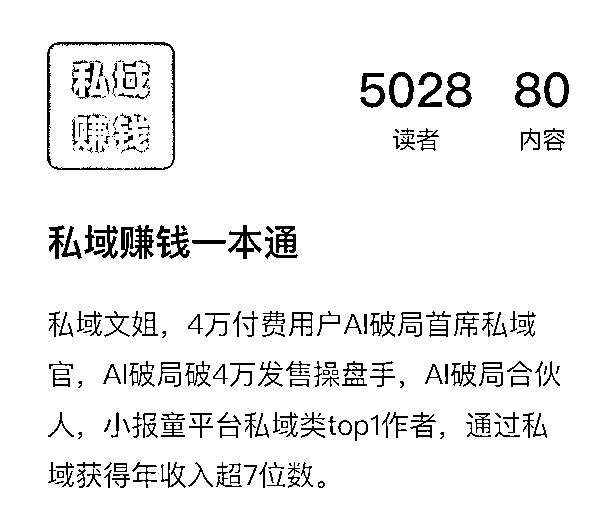 私域
赚钱
5028 80
读者 内容
私域赚钱一本通
私域文姐，4万付费用户AI破局首席私域
官，AI破局破4万发售操盘手，AI破局合伙
人，小报童平台私域类top1作者，通过私
域获得年收入超7位数。